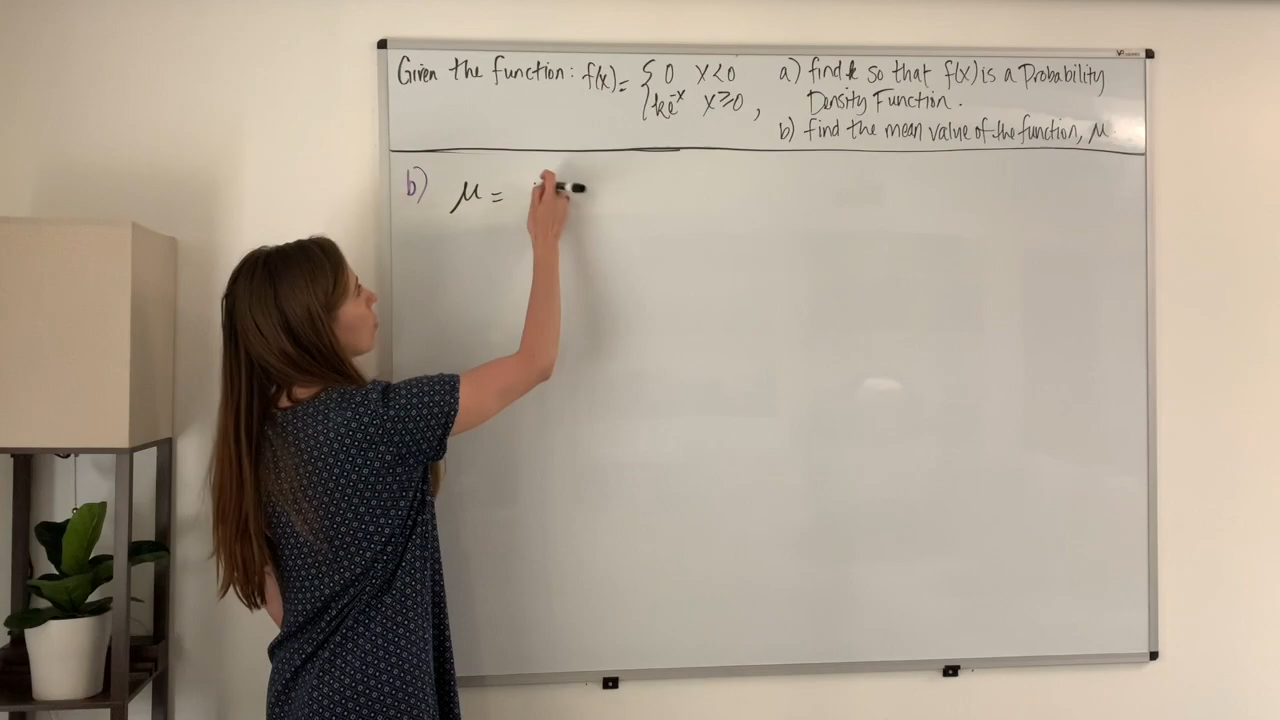 Given the function: f(x)= { 0 x<0
ke^-x x≥0 ,
a) find k so that f(x) is a Probability
Density Function.
b) find the mean value of the function, μ.
b) μ =